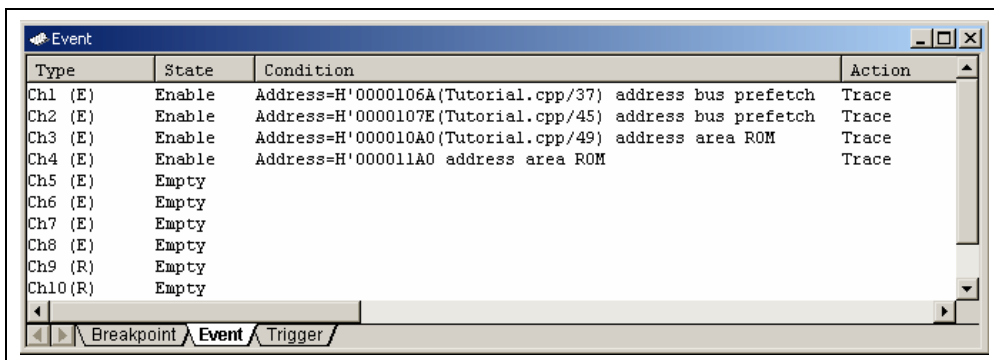 Event
Type State Condition Action
Ch1 (E) Enable Address=H'0000106A(Tutorial.cpp/37) address bus prefetch Trace
Ch2 (E) Enable Address=H'0000107E(Tutorial.cpp/45) address bus prefetch Trace
Ch3 (E) Enable Address=H'000010A0(Tutorial.cpp/49) address area ROM Trace
Ch4 (E) Enable Address=H'000011A0 address area ROM Trace
Ch5 (E) Empty
Ch6 (E) Empty
Ch7 (E) Empty
Ch8 (E) Empty
Ch9 (R) Empty
Ch10(R) Empty
Breakpoint Event Trigger